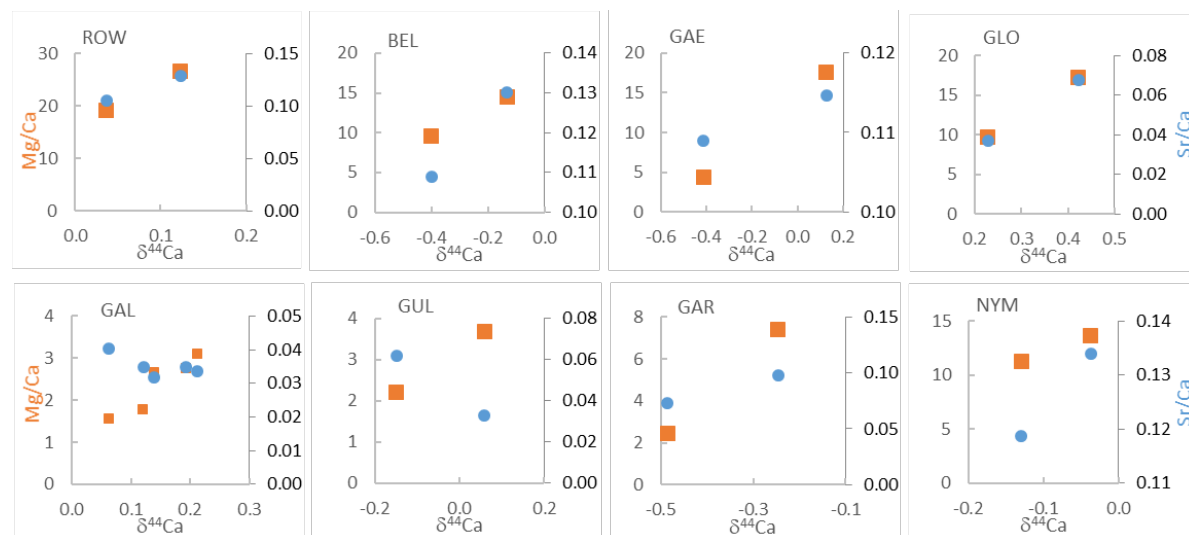 ROW
30
20
10
0
Mg/Ca
0.15
0.10
0.05
0.00
0.0 0.1 0.2
δ⁴⁴Ca
BEL
20
15
10
5
0
0.14
0.13
0.12
0.11
0.10
-0.6 -0.4 -0.2 0.0
δ⁴⁴Ca
GAE
20
15
10
5
0
0.12
0.11
0.10
-0.6 -0.4 -0.2 0.0 0.2
δ⁴⁴Ca
GLO
20
15
10
5
0
0.08
0.06
0.04
0.02
0.00
Sr/Ca
0.2 0.3 0.4 0.5
δ⁴⁴Ca
GAL
4
3
2
1
0
Mg/Ca
0.05
0.04
0.03
0.02
0.01
0.00
0.0 0.1 0.2 0.3
δ⁴⁴Ca
GUL
4
3
2
1
0
0.08
0.06
0.04
0.02
0.00
-0.2 0.0 0.2
δ⁴⁴Ca
GAR
8
6
4
2
0
0.15
0.10
0.05
0.00
-0.5 -0.3 -0.1
δ⁴⁴Ca
NYM
15
10
5
0
0.14
0.13
0.12
0.11
Sr/Ca
-0.2 -0.1 0.0
δ⁴⁴Ca